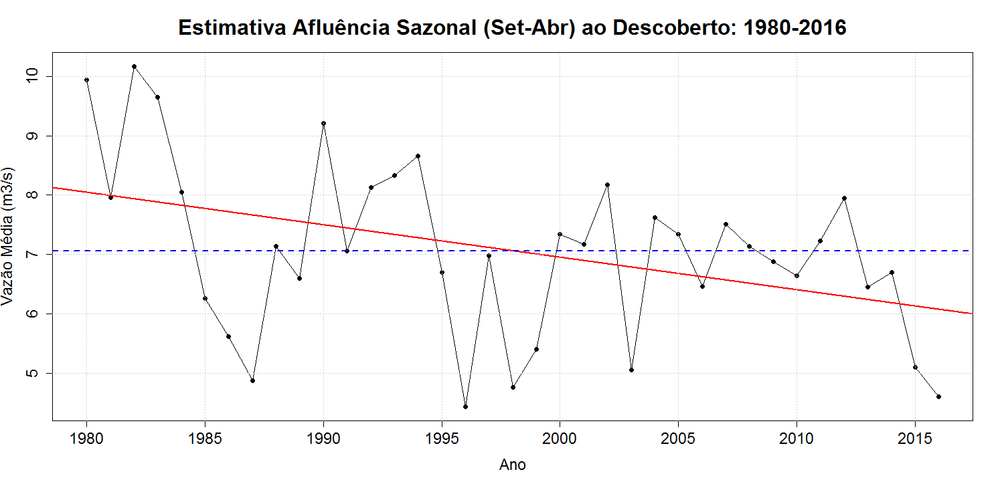 Estimativa Afluência Sazonal (Set-Abr) ao Descoberto: 1980-2016
Vazão Média (m3/s)
10
9
8
7
6
5
1980 1985 1990 1995 2000 2005 2010 2015
Ano